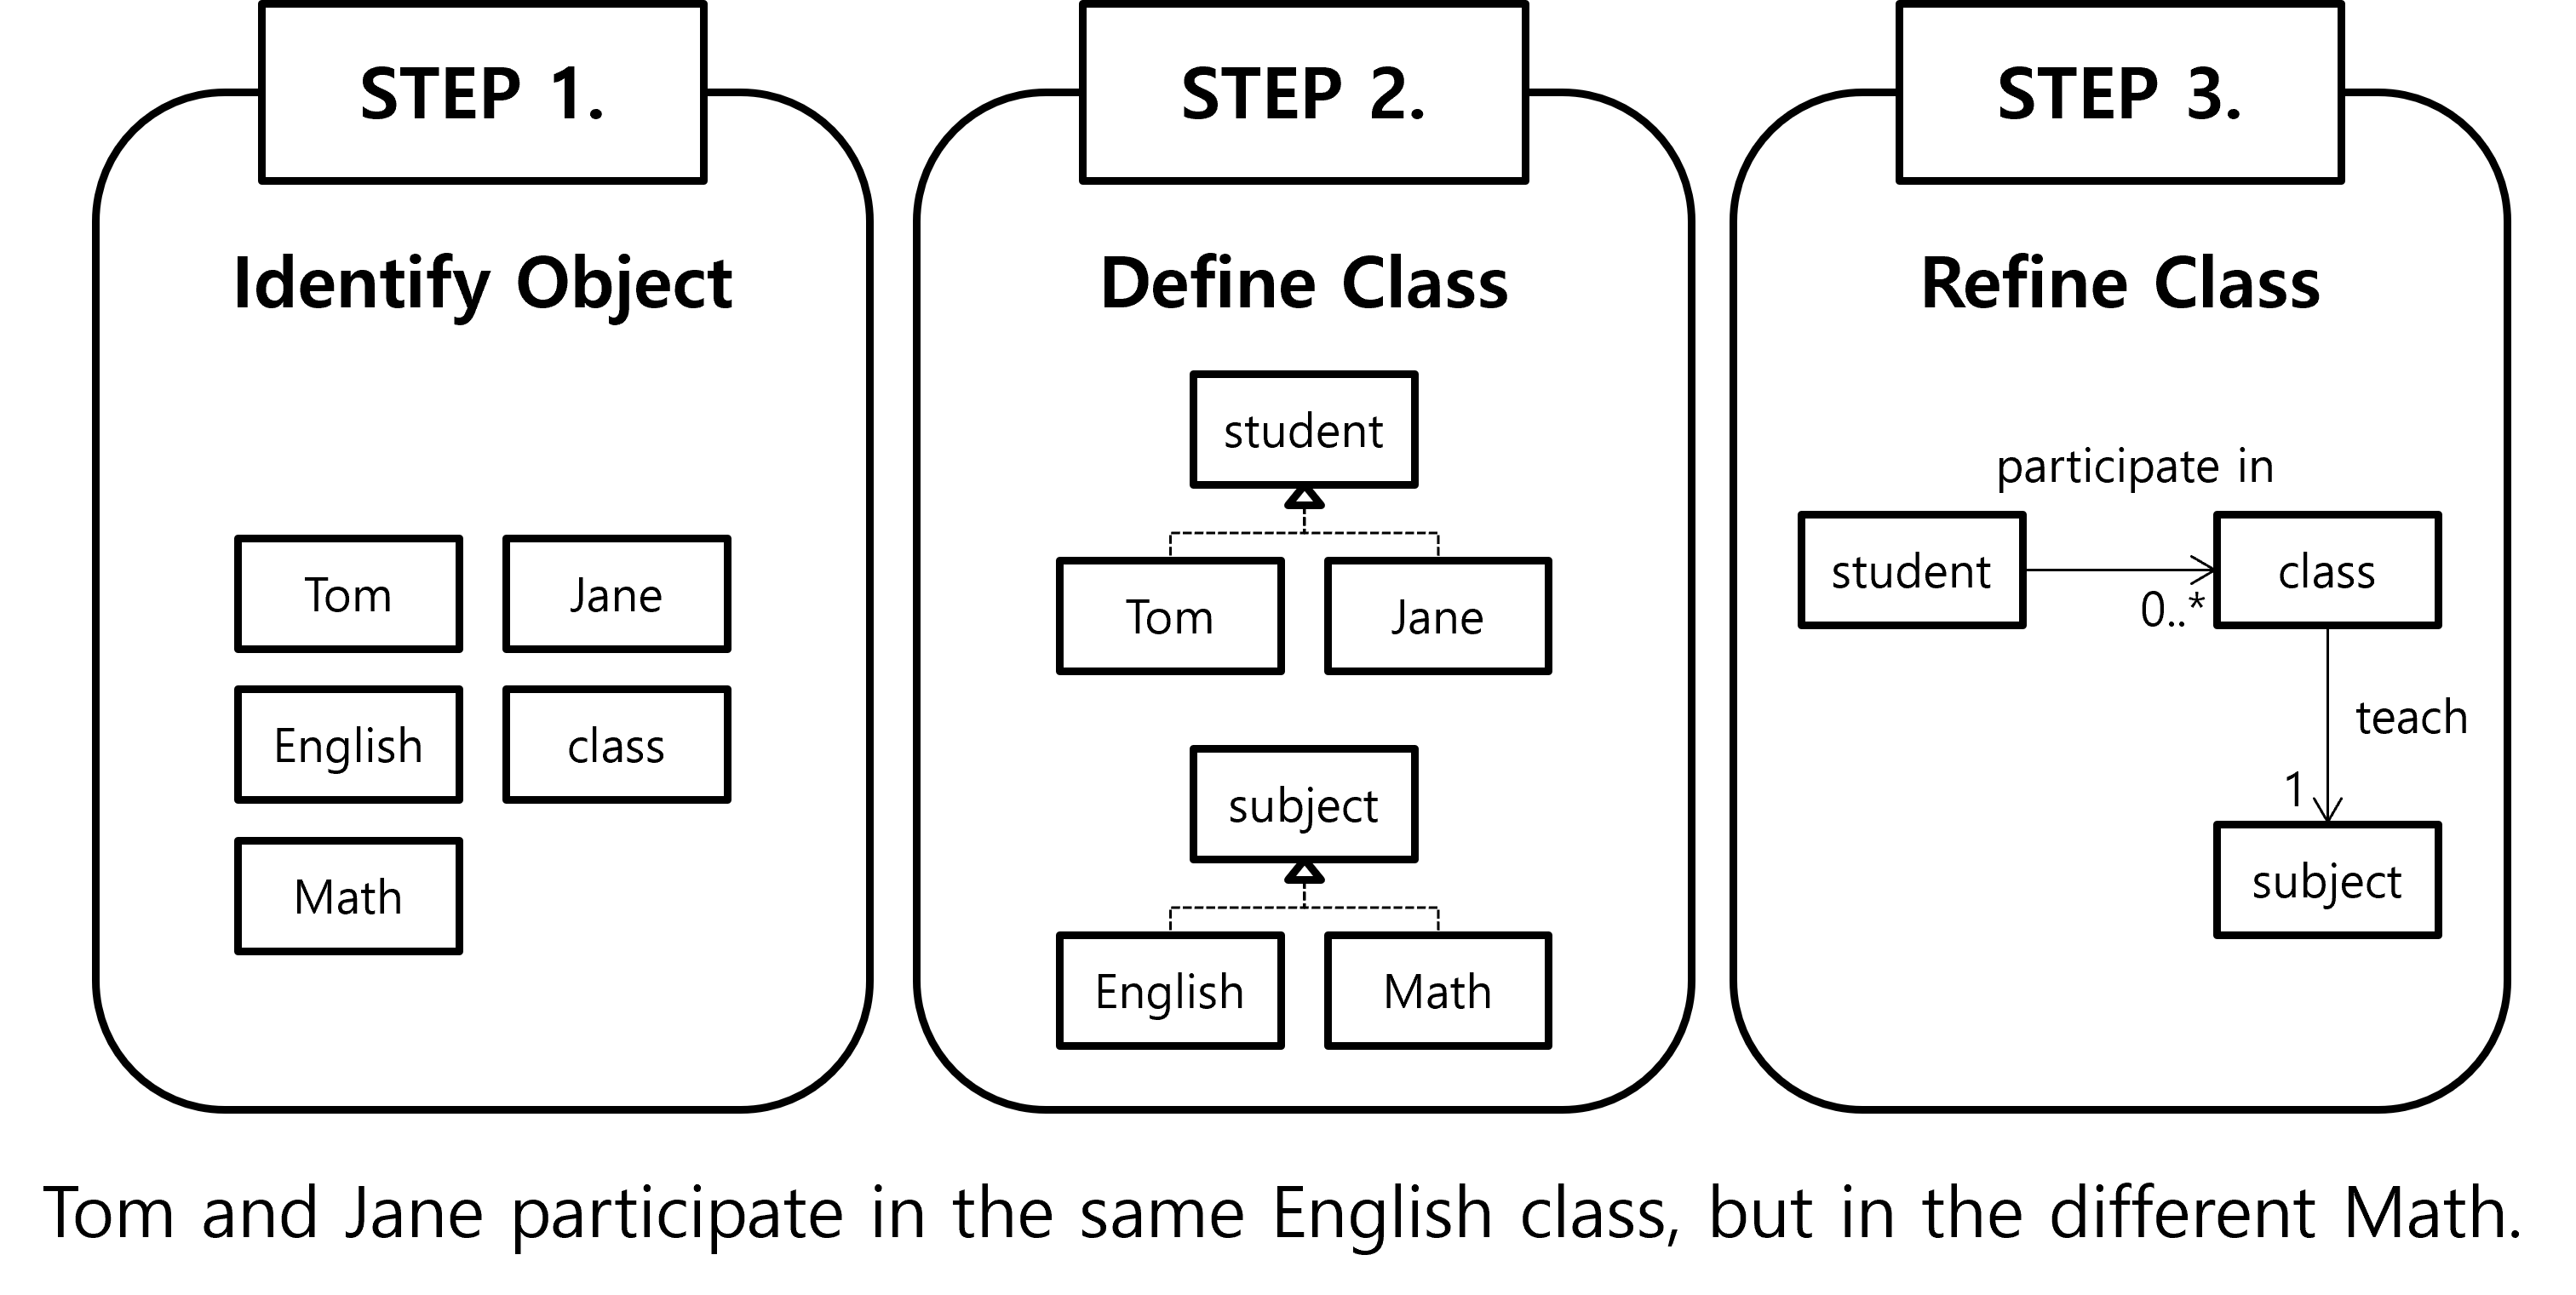 STEP 1.
Identify Object
Tom
Jane
English
class
Math
STEP 2.
Define Class
student
Tom
Jane
subject
English
Math
STEP 3.
Refine Class
participate in
student
class
0..*
teach
1
subject
Tom and Jane participate in the same English class, but in the different Math.